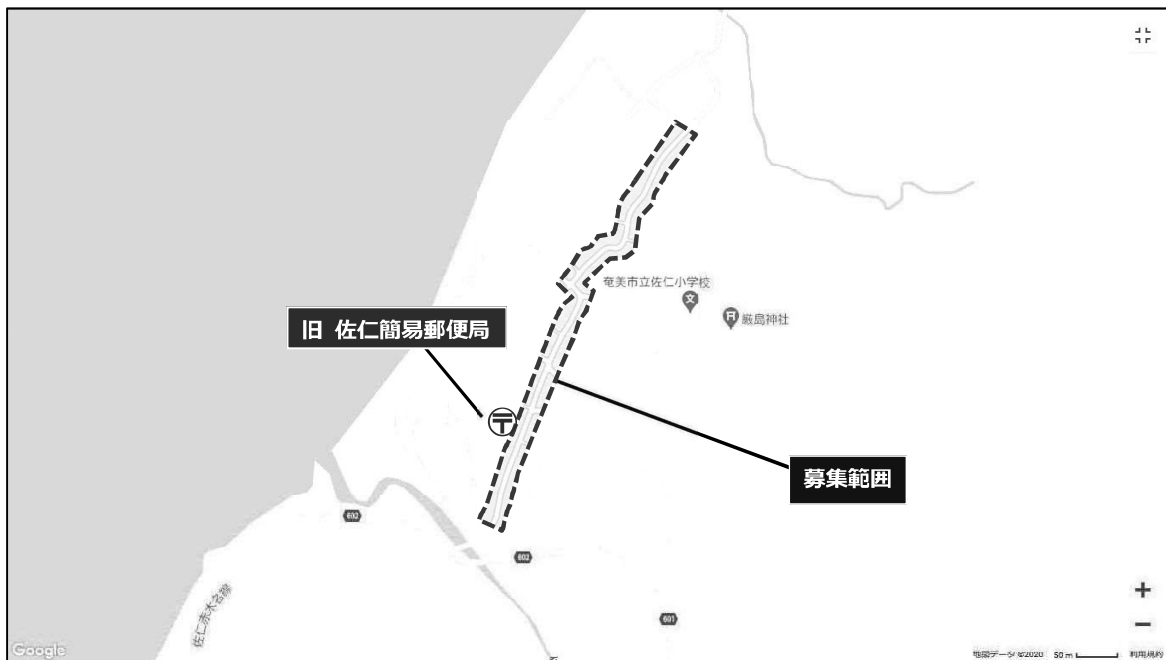 奄美市立佐仁小学校
文
厳島神社
旧 佐仁簡易郵便局
〒
募集範囲
602
602
601
佐仁赤木名線
+
−
Google
地図データ ©2020 50 m 利用規約